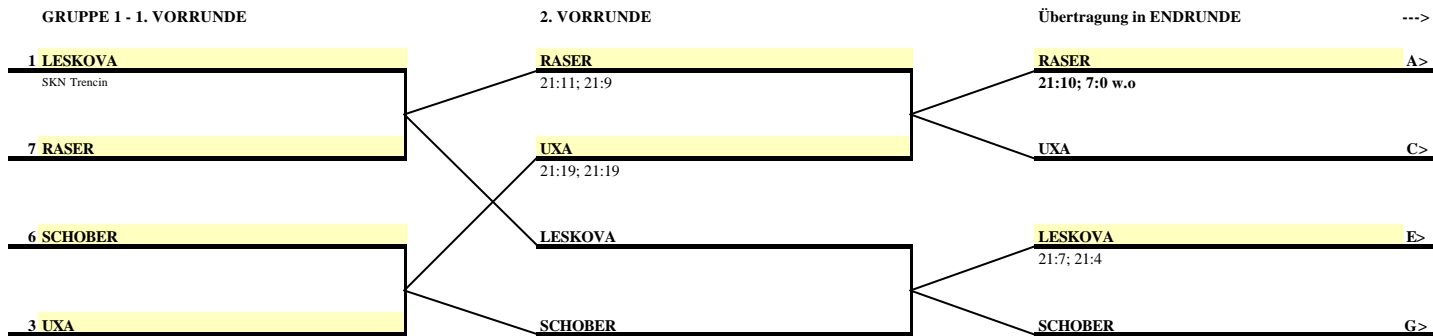 GRUPPE 1 - 1. VORRUNDE 2. VORRUNDE Übertragung in ENDRUNDE --->
1 LESKOVA RASER RASER A>
SKN Trencin 21:11; 21:9 21:10; 7:0 w.o
7 RASER UXA UXA C>
21:19; 21:19
6 SCHOBER LESKOVA LESKOVA E>
21:7; 21:4
3 UXA SCHOBER SCHOBER G>